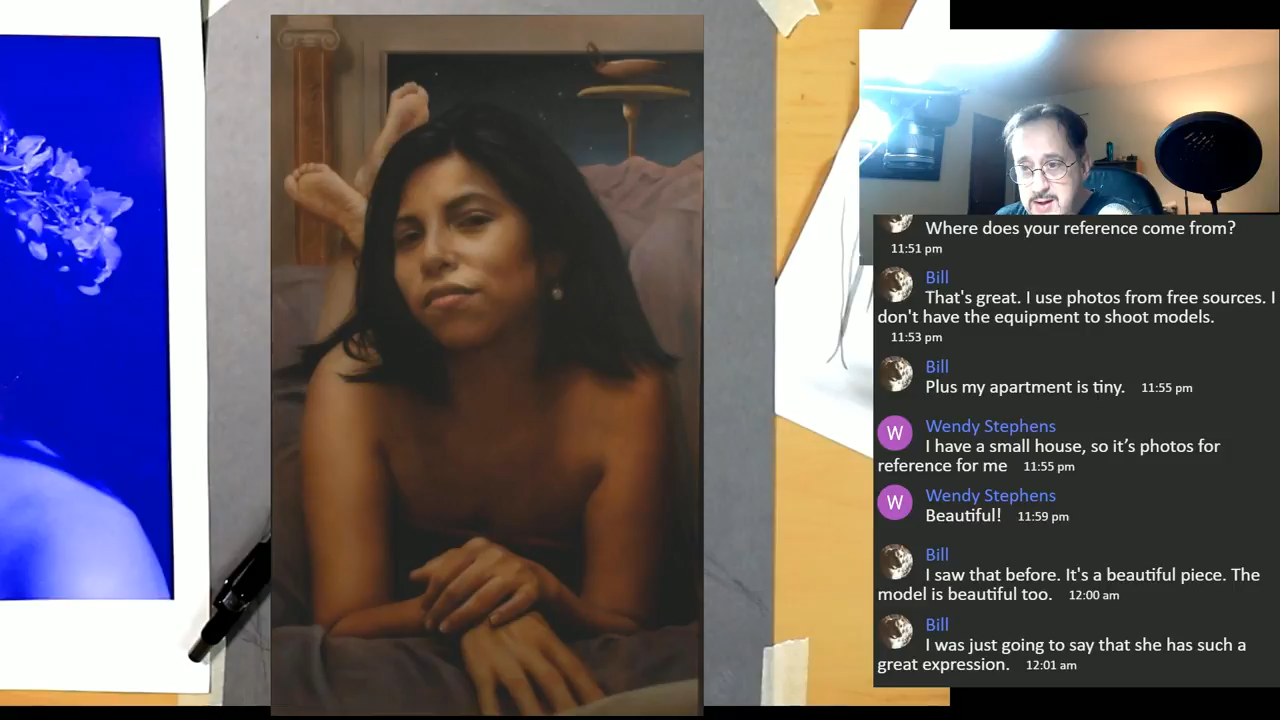 Where does your reference come from?
11:51 pm
Bill
That's great. I use photos from free sources. I
don't have the equipment to shoot models.
11:53 pm
Bill
Plus my apartment is tiny. 11:55 pm
W Wendy Stephens
I have a small house, so it’s photos for
reference for me 11:55 pm
W Wendy Stephens
Beautiful! 11:59 pm
Bill
I saw that before. It's a beautiful piece. The
model is beautiful too. 12:00 am
Bill
I was just going to say that she has such a
great expression. 12:01 am